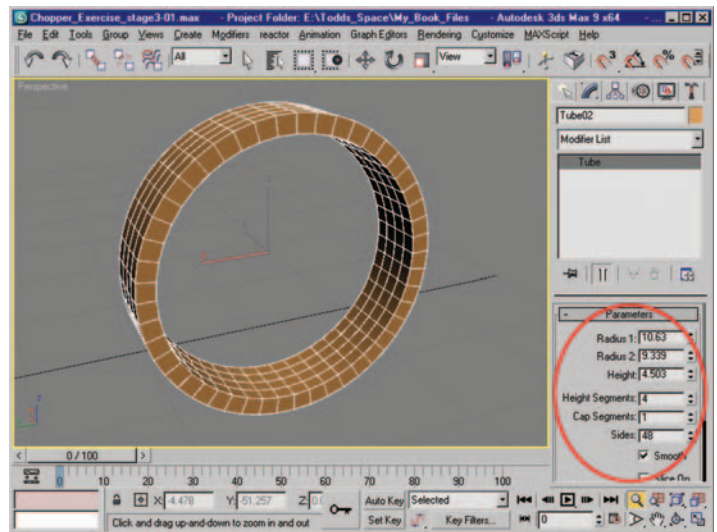 Chopper_Exercise_stage3-01.max - Project Folder: E:\Todds_Space\My_Book_Files - Autodesk 3ds Max 9 x64 - ...
File Edit Tools Group Views Create Modifiers reactor Animation Graph Editors Rendering Customize MAXScript Help
All View 3 %
Perspective
Tube02
Modifier List
Tube
- Parameters
Radius 1: 10.63
Radius 2: 9.339
Height: 4.503
Height Segments: 4
Cap Segments: 1
Sides: 48
Smooth
Slice On
< 0 / 100 >
0 10 20 30 40 50 60 70 80 90 100
X: -4.478 Y: -51.257 Z: Auto Key Selected
Click and drag up-and-down to zoom in and out Set Key Key Filters... 0